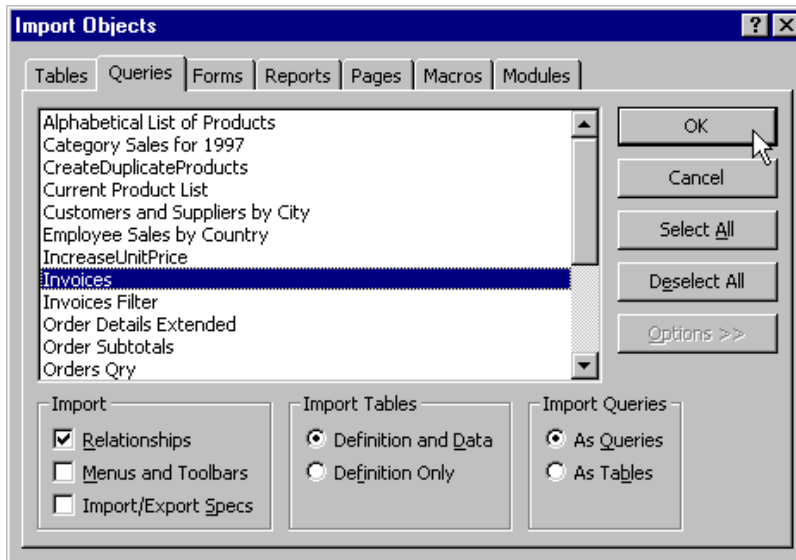 Import Objects
Tables Queries Forms Reports Pages Macros Modules
Alphabetical List of Products
Category Sales for 1997
CreateDuplicateProducts
Current Product List
Customers and Suppliers by City
Employee Sales by Country
IncreaseUnitPrice
Invoices
Invoices Filter
Order Details Extended
Order Subtotals
Orders Qry
OK
Cancel
Select All
Deselect All
Options >>
Import
Relationships
Menus and Toolbars
Import/Export Specs
Import Tables
Definition and Data
Definition Only
Import Queries
As Queries
As Tables